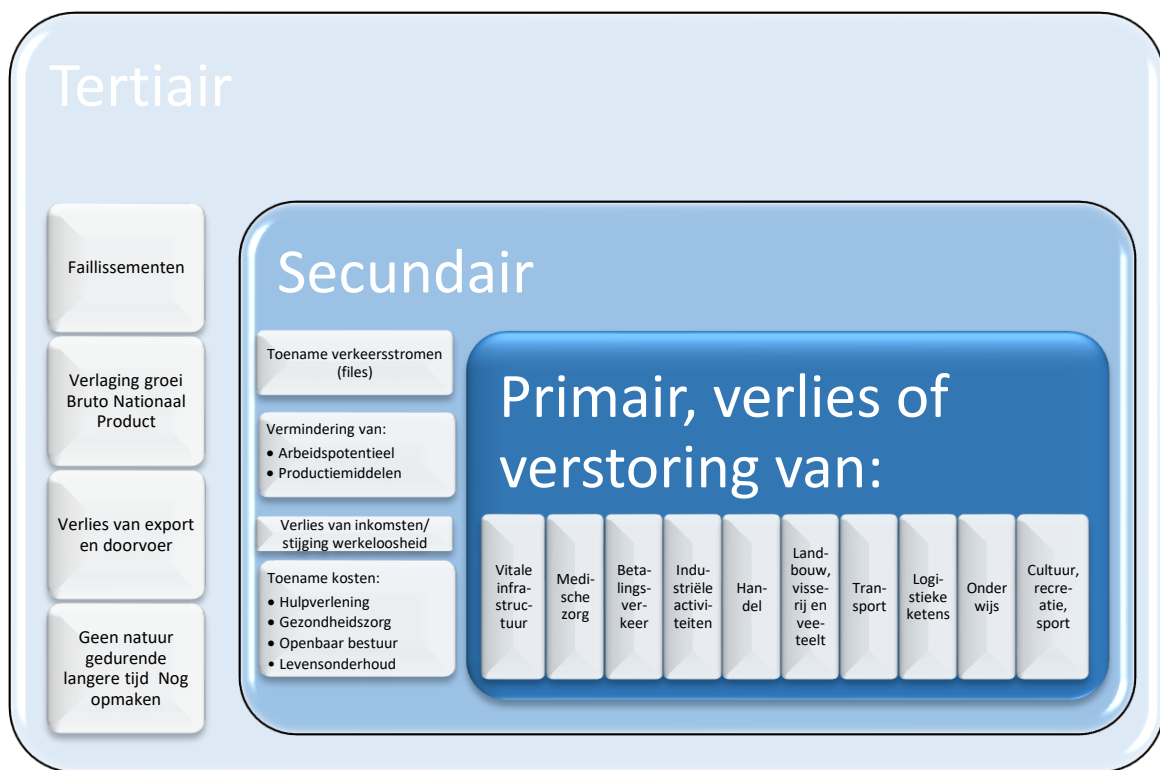 Tertiair
Faillissementen
Verlaging groei
Bruto Nationaal
Product
Verlies van export
en doorvoer
Geen natuur
gedurende
langere tijd  Nog
opmaken
Secundair
Toename verkeersstromen
(files)
Vermindering van:
• Arbeidspotentieel
• Productiemiddelen
Verlies van inkomsten/
stijging werkeloosheid
Toename kosten:
• Hulpverlening
• Gezondheidszorg
• Openbaar bestuur
• Levensonderhoud
Primair, verlies of
verstoring van:
Vitale
infra-
struc-
tuur
Medi-
sche
zorg
Beta-
lings-
ver-
keer
Indu-
striële
activi-
teiten
Han-
del
Land-
bouw,
visse-
rij en
vee-
teelt
Tran-
sport
Logi-
stieke
ketens
Onder
wijs
Cultuur,
recre-
atie,
sport